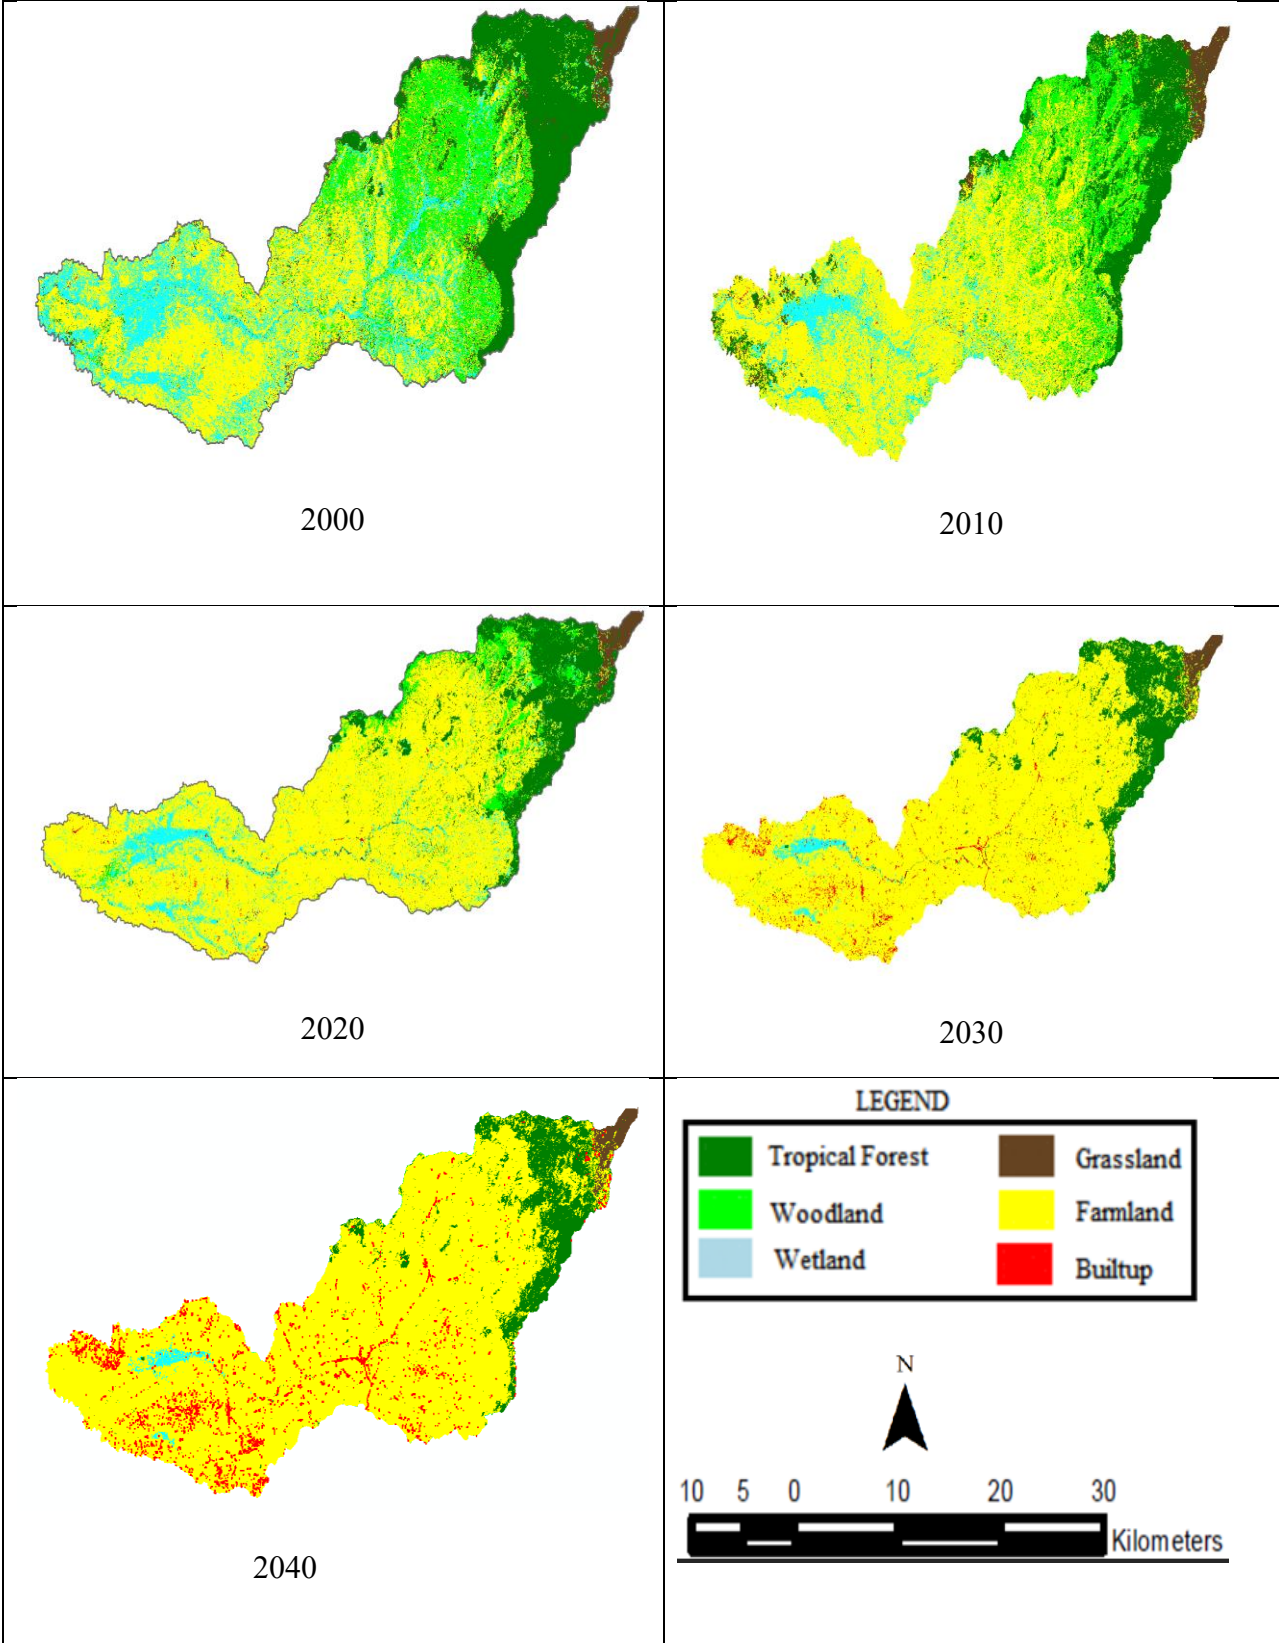 2000
2010
2020
2030
2040
LEGEND
Tropical Forest
Grassland
Woodland
Farmland
Wetland
Builtup
N
10 5 0 10 20 30
Kilometers